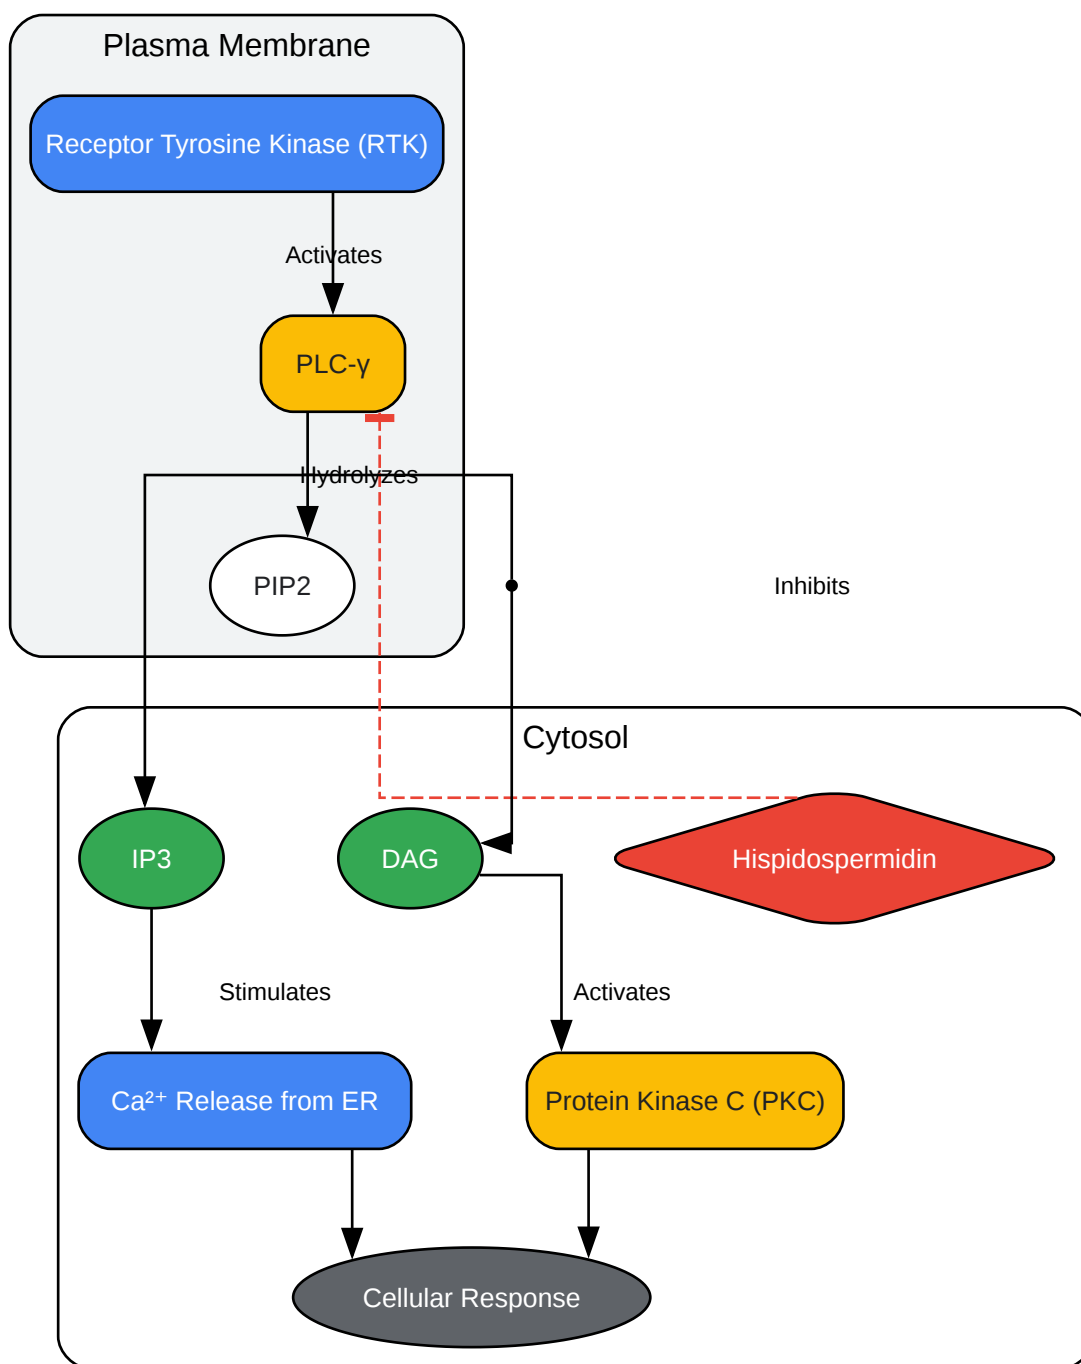 Plasma Membrane
Receptor Tyrosine Kinase (RTK)
Activates
PLC-γ
Hydrolyzes
PIP2
Inhibits
Cytosol
IP3
DAG
Hispidospermidin
Stimulates
Activates
Ca²⁺ Release from ER
Protein Kinase C (PKC)
Cellular Response